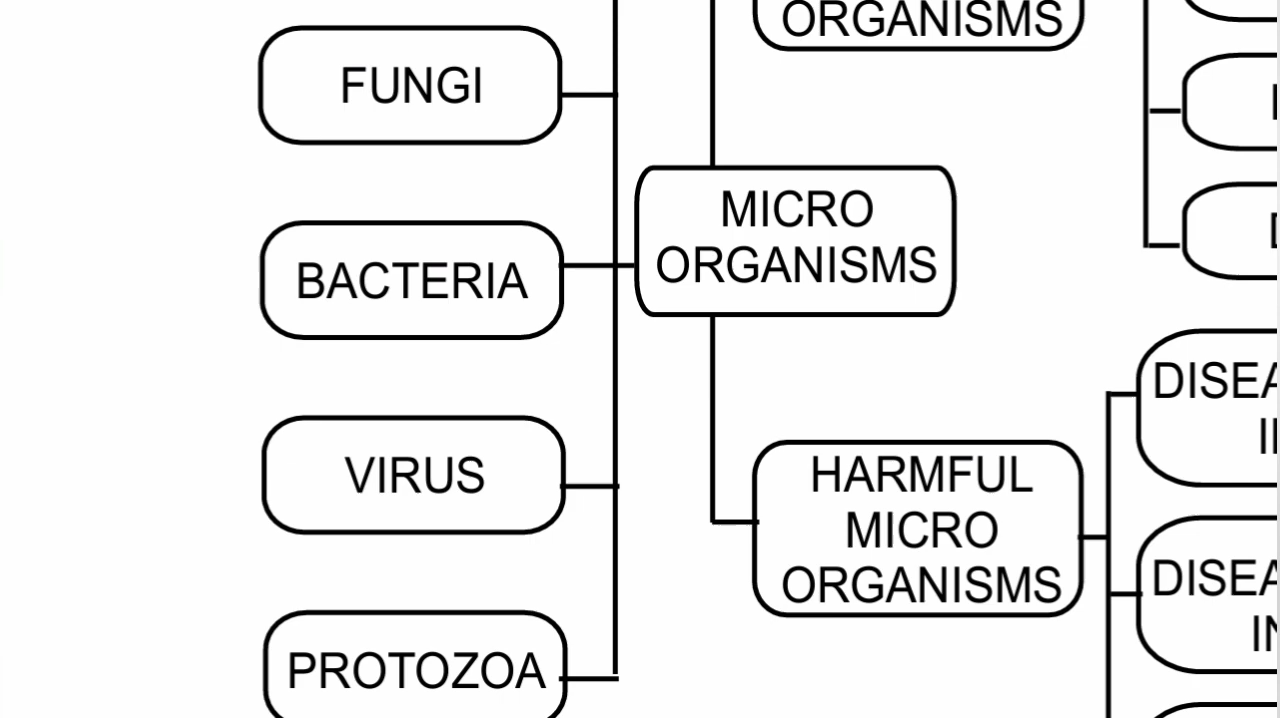 ORGANISMS
FUNGI
MICRO
ORGANISMS
BACTERIA
VIRUS
HARMFUL
MICRO
ORGANISMS
PROTOZOA